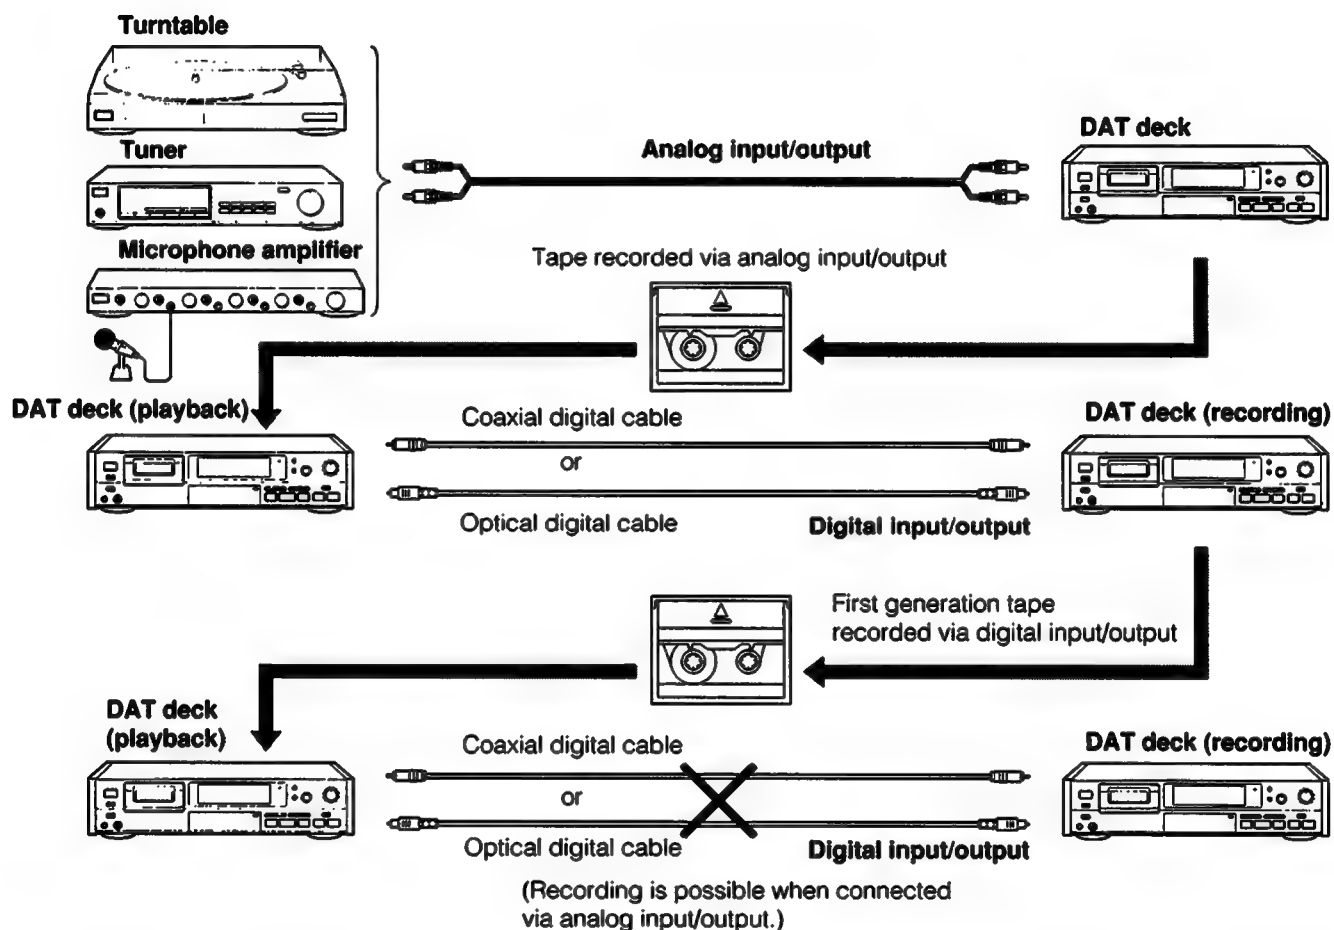 Turntable
Tuner
Microphone amplifier
Analog input/output
DAT deck
Tape recorded via analog input/output
DAT deck (playback)
Coaxial digital cable
or
Optical digital cable
Digital input/output
DAT deck (recording)
First generation tape
recorded via digital input/output
DAT deck
(playback)
Coaxial digital cable
or
Optical digital cable
Digital input/output
DAT deck (recording)
(Recording is possible when connected
via analog input/output.)